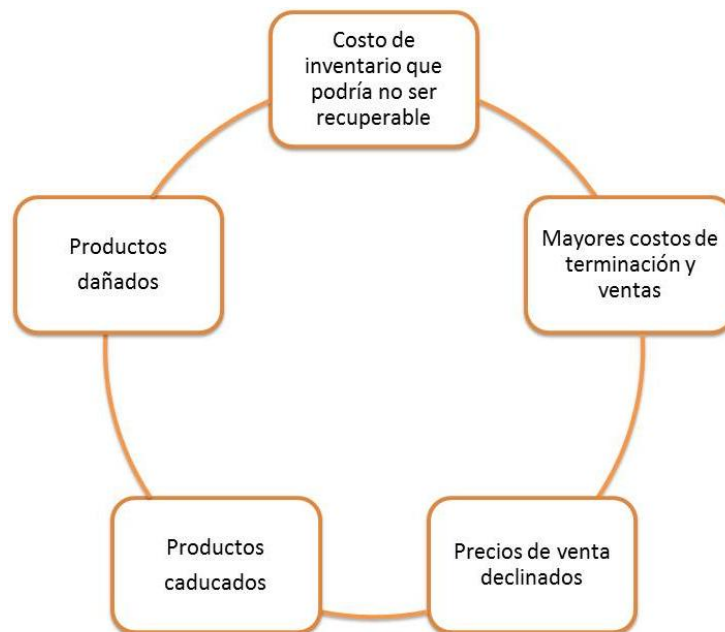 Costo de
inventario que
podría no ser
recuperable
Mayores costos de
terminación y
ventas
Precios de venta
declinados
Productos
caducados
Productos
dañados